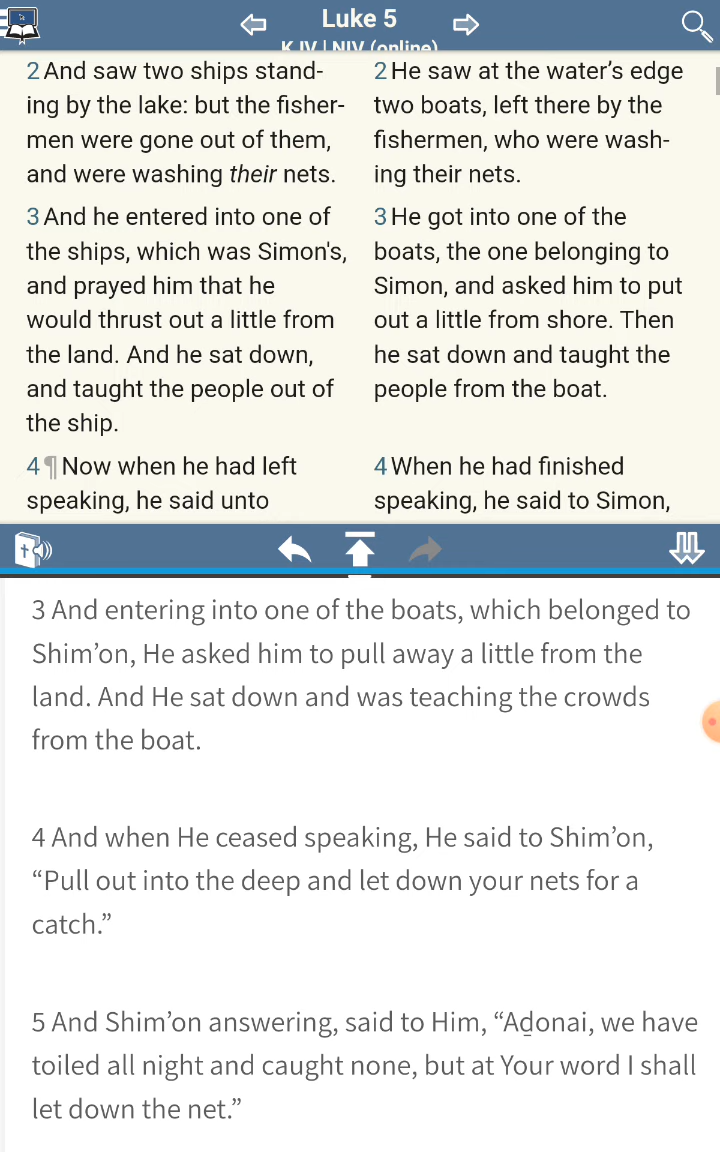 Luke 5
KJV | NIV (online)
2 And saw two ships stand-
ing by the lake: but the fisher-
men were gone out of them,
and were washing their nets.
3 And he entered into one of
the ships, which was Simon's,
and prayed him that he
would thrust out a little from
the land. And he sat down,
and taught the people out of
the ship.
4 ¶ Now when he had left
speaking, he said unto
2 He saw at the water’s edge
two boats, left there by the
fishermen, who were wash-
ing their nets.
3 He got into one of the
boats, the one belonging to
Simon, and asked him to put
out a little from shore. Then
he sat down and taught the
people from the boat.
4 When he had finished
speaking, he said to Simon,
3 And entering into one of the boats, which belonged to
Shim’on, He asked him to pull away a little from the
land. And He sat down and was teaching the crowds
from the boat.
4 And when He ceased speaking, He said to Shim’on,
“Pull out into the deep and let down your nets for a
catch.”
5 And Shim’on answering, said to Him, “Aḏonai, we have
toiled all night and caught none, but at Your word I shall
let down the net.”